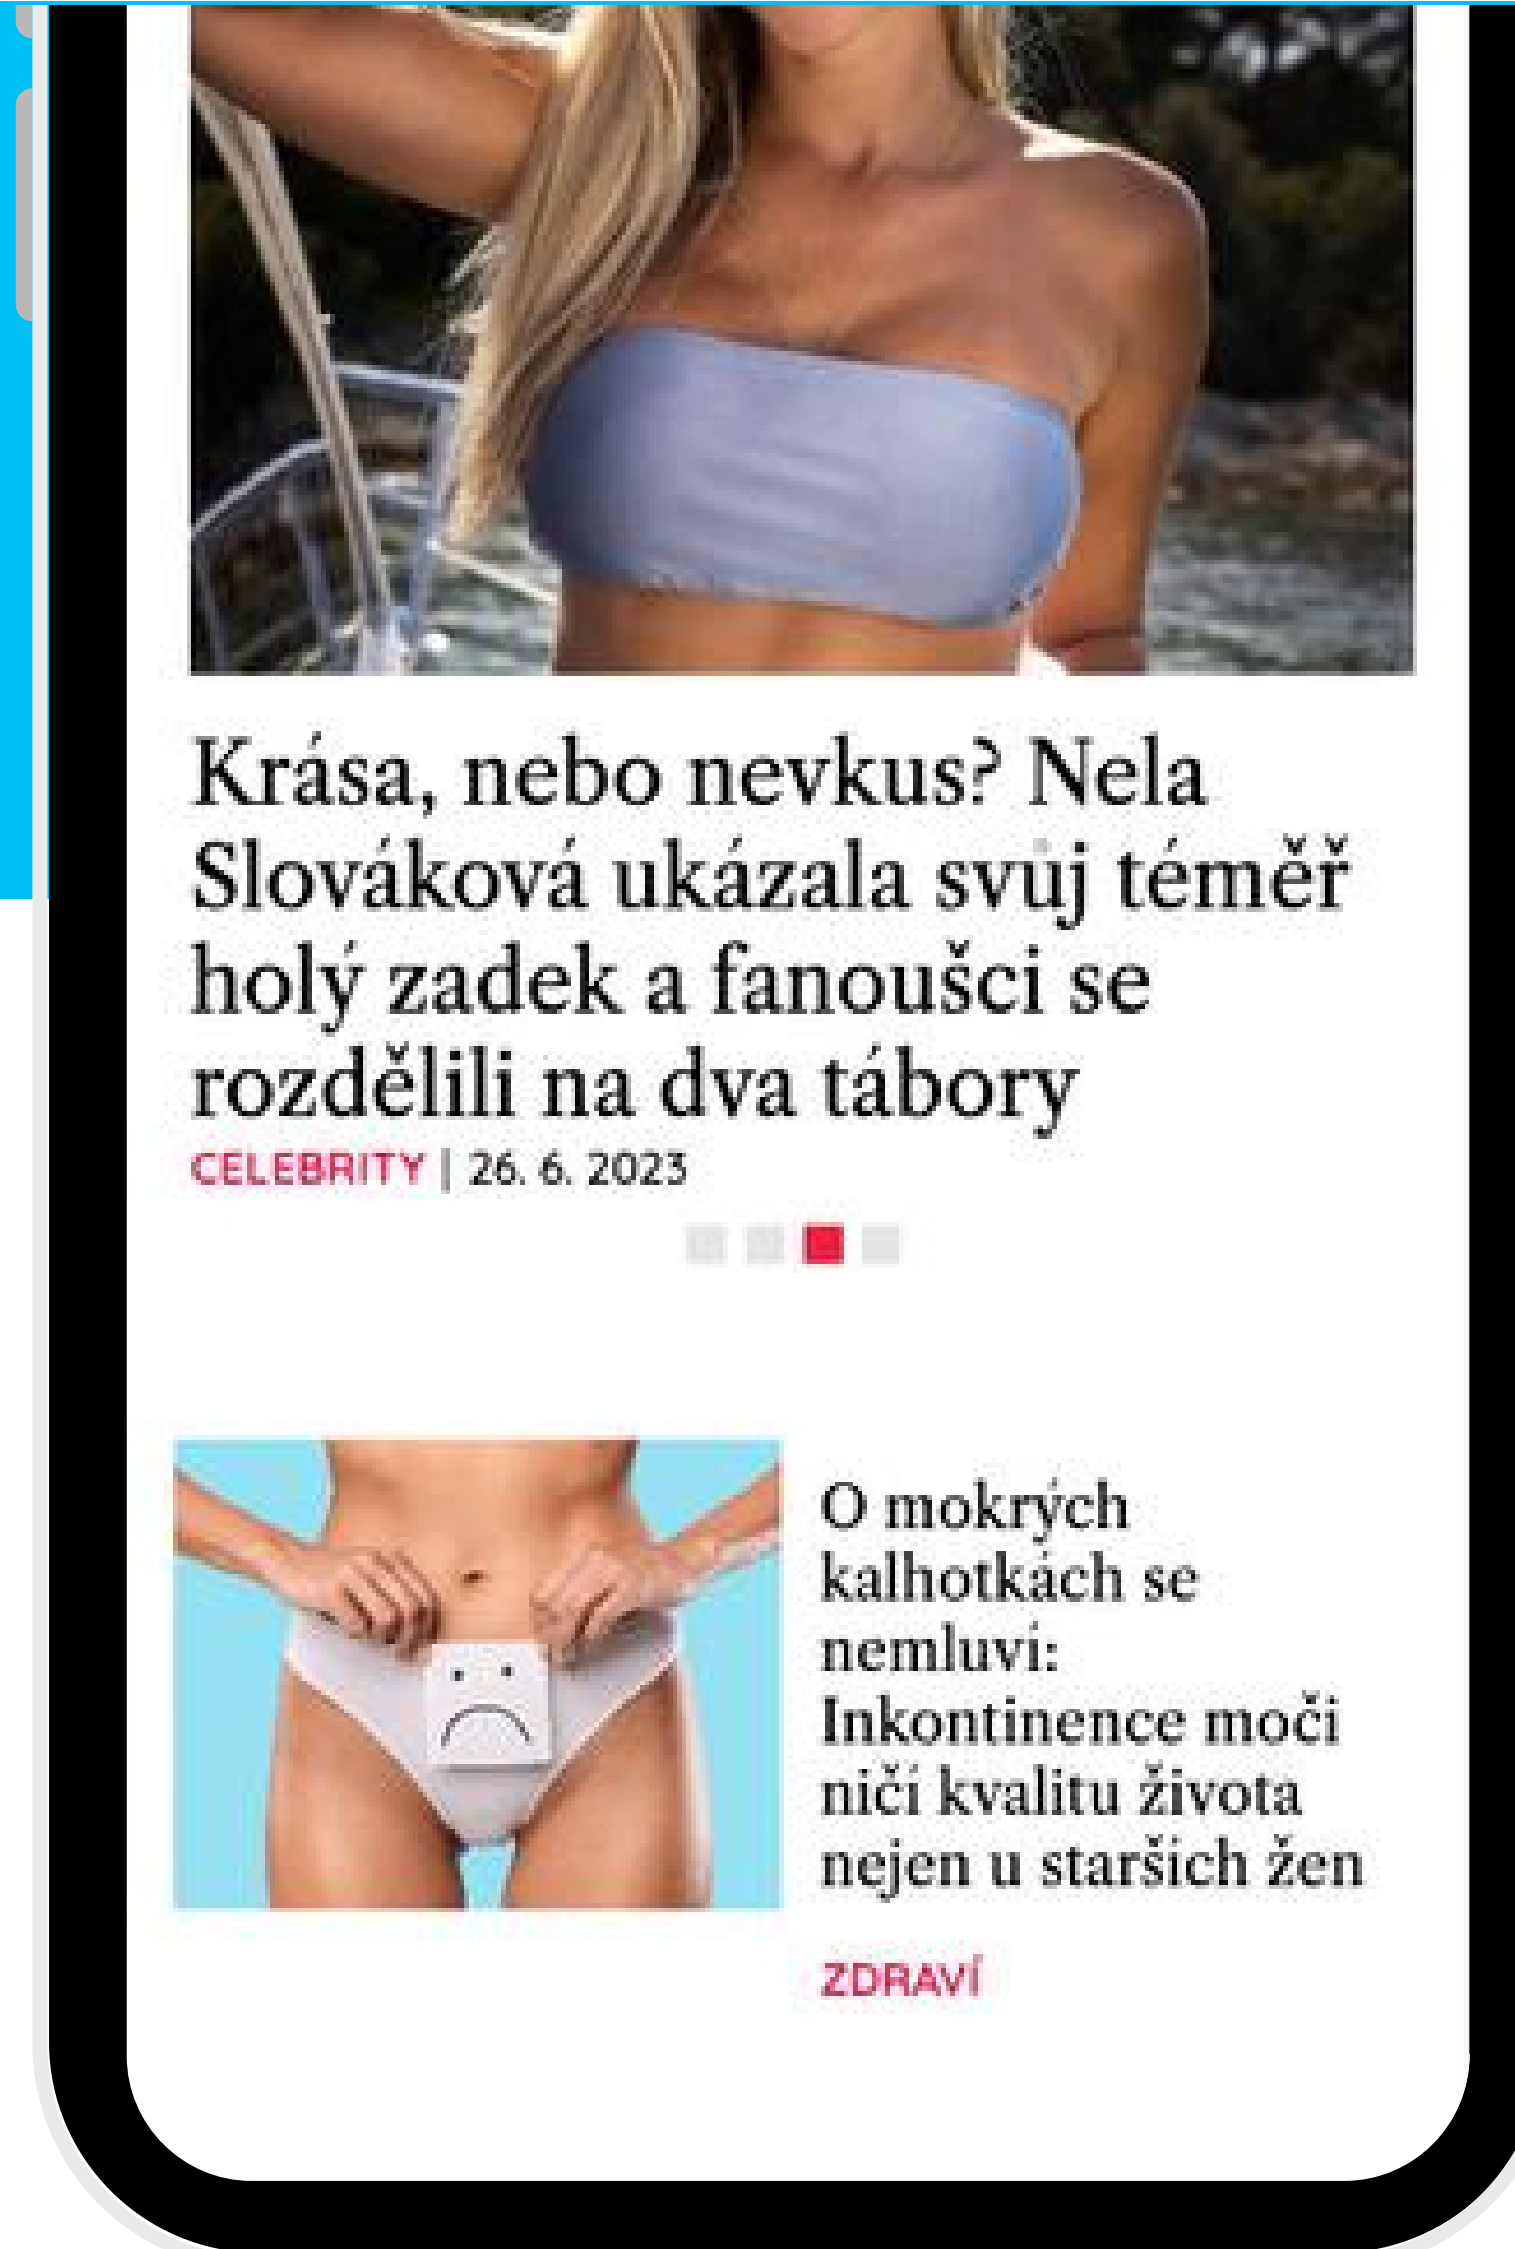 Krása, nebo nevkus? Nela
Slováková ukázala svůj téměř
holý zadek a fanoušci se
rozdělili na dva tábory
CELEBRITY | 26. 6. 2023
O mokrých
kalhotkách se
nemluví:
Inkontinence moči
ničí kvalitu života
nejen u starších žen
ZDRAVÍ